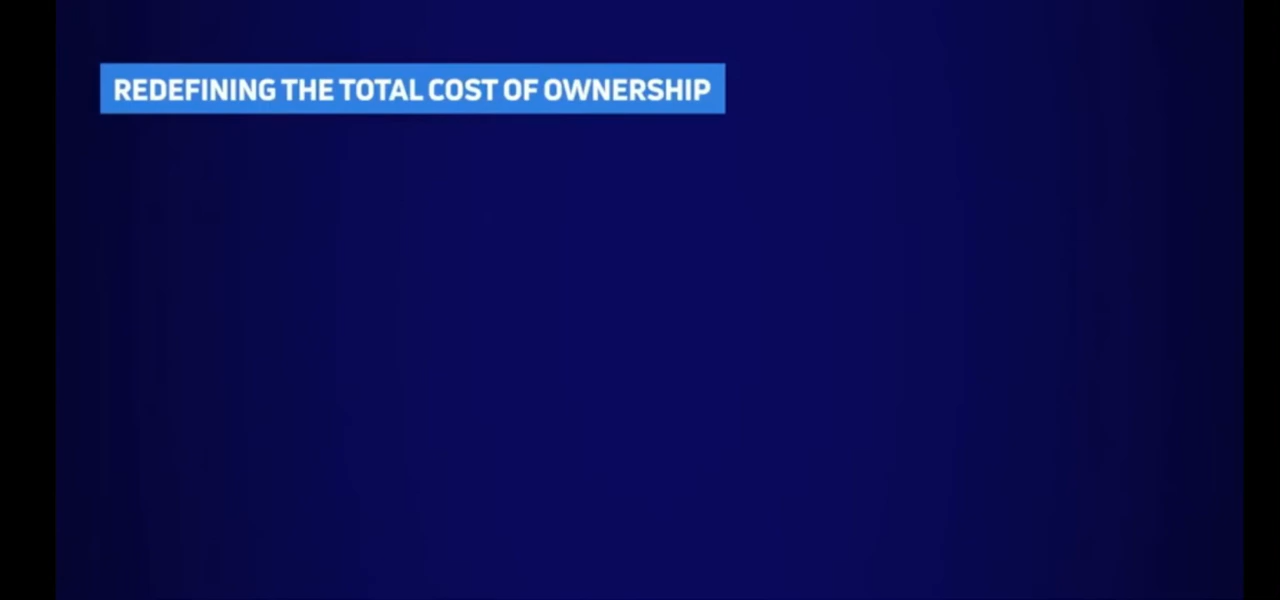 REDEFINING THE TOTAL COST OF OWNERSHIP